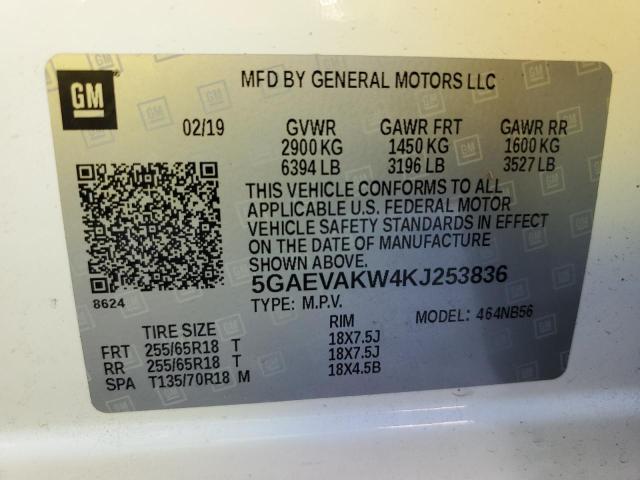 GM
MFD BY GENERAL MOTORS LLC
02/19 GVWR GAWR FRT GAWR RR
2900 KG 1450 KG 1600 KG
6394 LB 3196 LB 3527 LB
THIS VEHICLE CONFORMS TO ALL
APPLICABLE U.S. FEDERAL MOTOR
VEHICLE SAFETY STANDARDS IN EFFECT
ON THE DATE OF MANUFACTURE
SHOWN ABOVE.
8624
5GAEVAKW4KJ253836
TYPE: M.P.V. MODEL: 464NB56
TIRE SIZE RIM
FRT 255/65R18 T 18X7.5J
RR 255/65R18 T 18X7.5J
SPA T135/70R18 M 18X4.5B